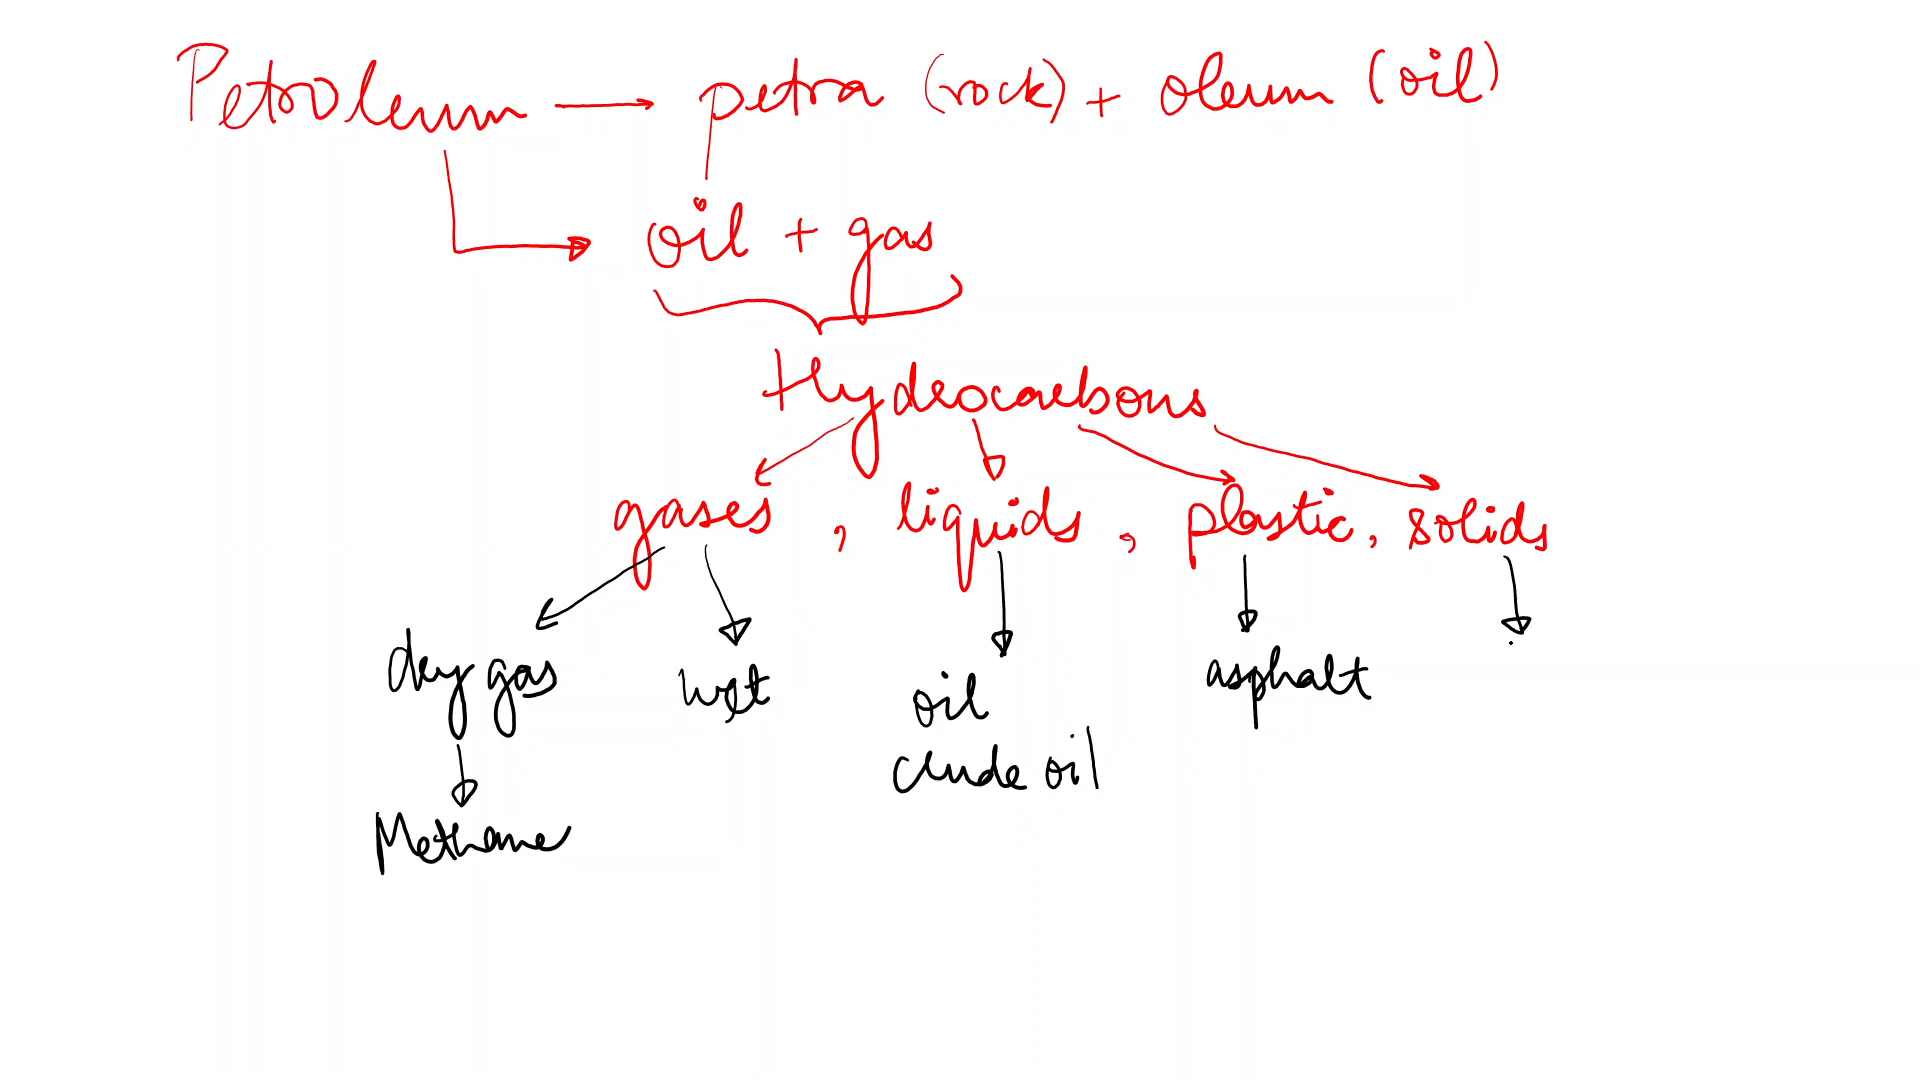 Petroleum → petra (rock) + oleum (oil)
oil + gas
Hydrocarbons
gases , liquids , plastic , solids
dry gas wet oil asphalt
crude oil
Methane